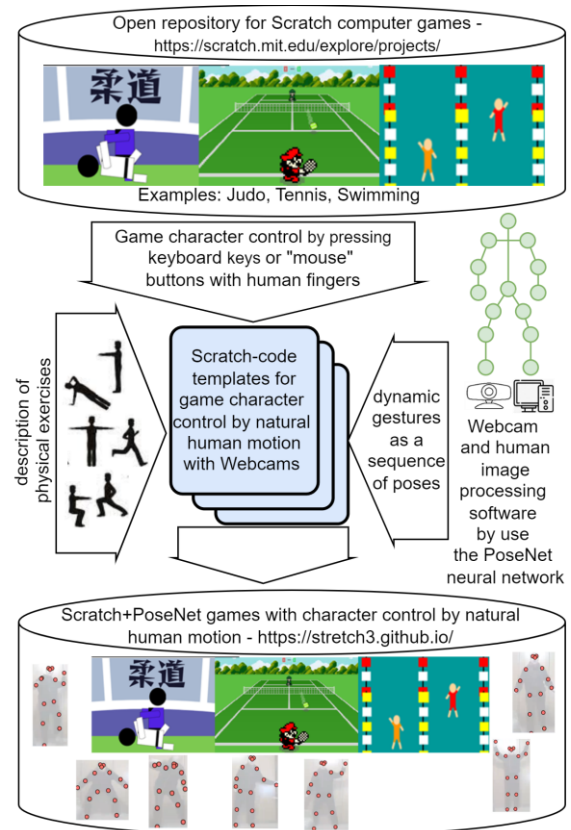 Open repository for Scratch computer games -
https://scratch.mit.edu/explore/projects/
柔道
Examples: Judo, Tennis, Swimming
Game character control by pressing
keyboard keys or "mouse"
buttons with human fingers
description of
physical exercises
Scratch-code
templates for
game character
control by natural
human motion
with Webcams
dynamic
gestures
as a
sequence
of poses
Webcam
and human
image
processing
software
by use
the PoseNet
neural network
Scratch+PoseNet games with character control by natural
human motion - https://stretch3.github.io/
柔道